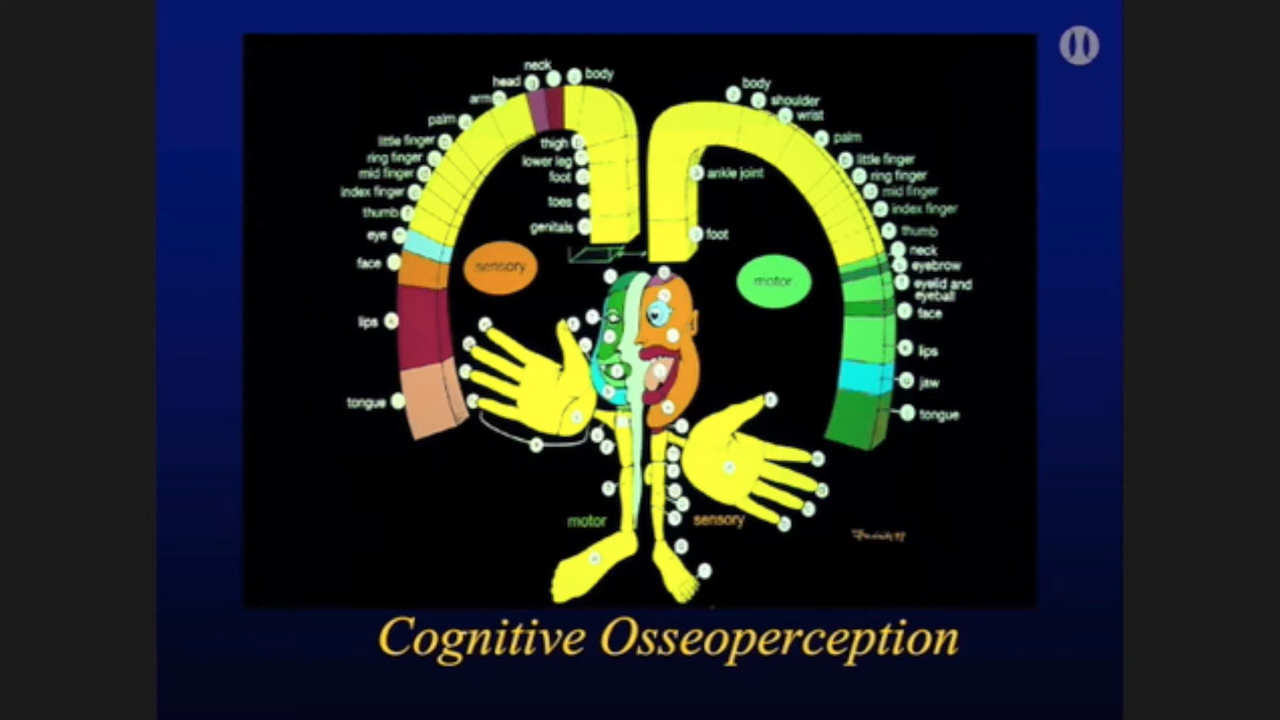 neck
head
body
arm
palm
little finger
ring finger
mid finger
index finger
thumb
eye
face
lips
tongue
thigh
lower leg
foot
toes
genitals
sensory
body
shoulder
wrist
palm
little finger
ring finger
mid finger
index finger
thumb
neck
eyebrow
eyelid and
eyeball
face
lips
jaw
tongue
ankle joint
foot
motor
motor
sensory
Cognitive Osseoperception